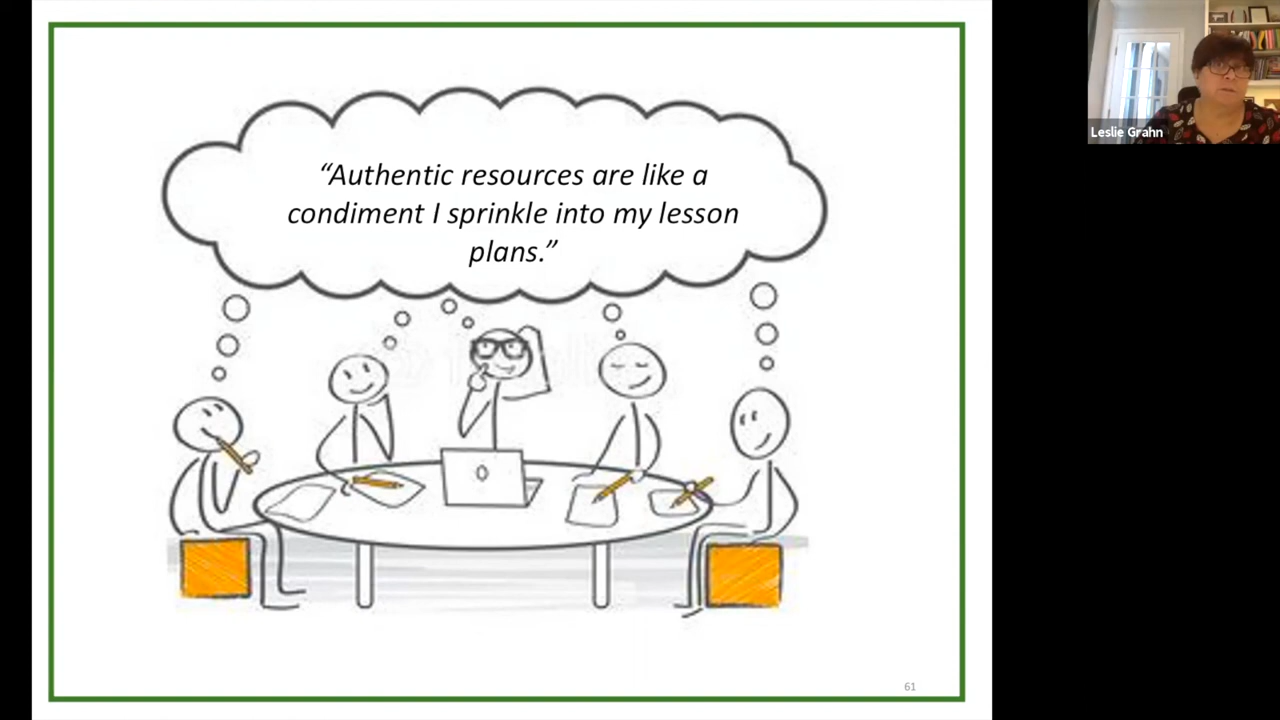 “Authentic resources are like a
condiment I sprinkle into my lesson
plans.”
61
Leslie Grahn